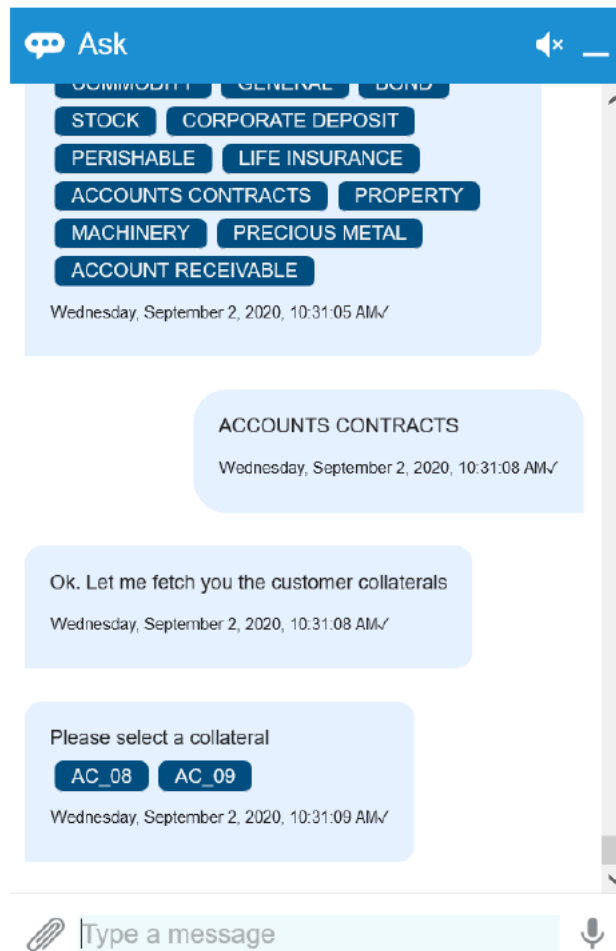 Ask
COMMODITY GENERAL BOND
STOCK CORPORATE DEPOSIT
PERISHABLE LIFE INSURANCE
ACCOUNTS CONTRACTS PROPERTY
MACHINERY PRECIOUS METAL
ACCOUNT RECEIVABLE
Wednesday, September 2, 2020, 10:31:05 AM✓
ACCOUNTS CONTRACTS
Wednesday, September 2, 2020, 10:31:08 AM✓
Ok. Let me fetch you the customer collaterals
Wednesday, September 2, 2020, 10:31:08 AM✓
Please select a collateral
AC_08 AC_09
Wednesday, September 2, 2020, 10:31:09 AM✓
Type a message